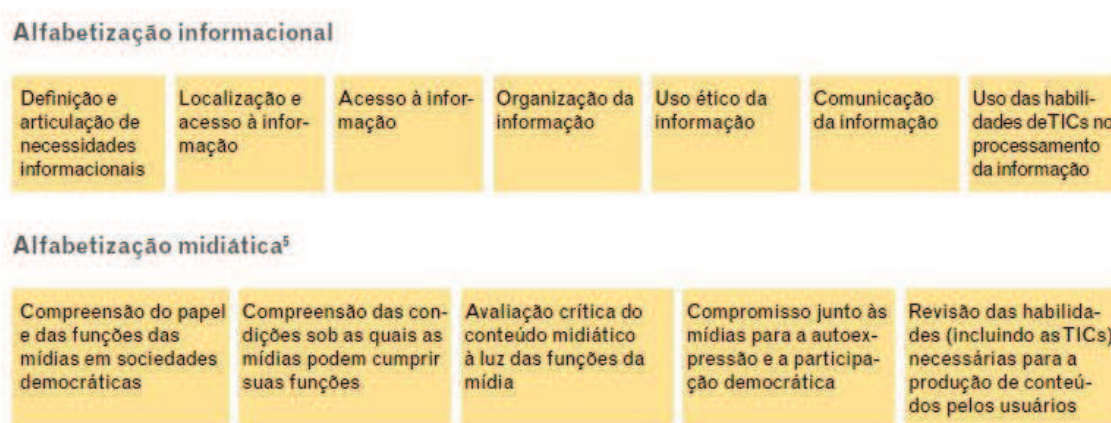 Alfabetização informacional
Definição e
articulação de
necessidades
informacionais
Localização e
acesso à infor-
mação
Acesso à infor-
mação
Organização da
informação
Uso ético da
informação
Comunicação
da informação
Uso das habili-
dades deTICs no
processamento
da informação
Alfabetização midiática⁵
Compreensão do papel
e das funções das
mídias em sociedades
democráticas
Compreensão das con-
dições sob as quais as
mídias podem cumprir
suas funções
Avaliação crítica do
conteúdo midiático
à luz das funções da
mídia
Compromisso junto às
mídias para a autoex-
pressão e a participa-
ção democrática
Revisão das habilida-
des (incluindo as TICs)
necessárias para a
produção de conteú-
dos pelos usuários